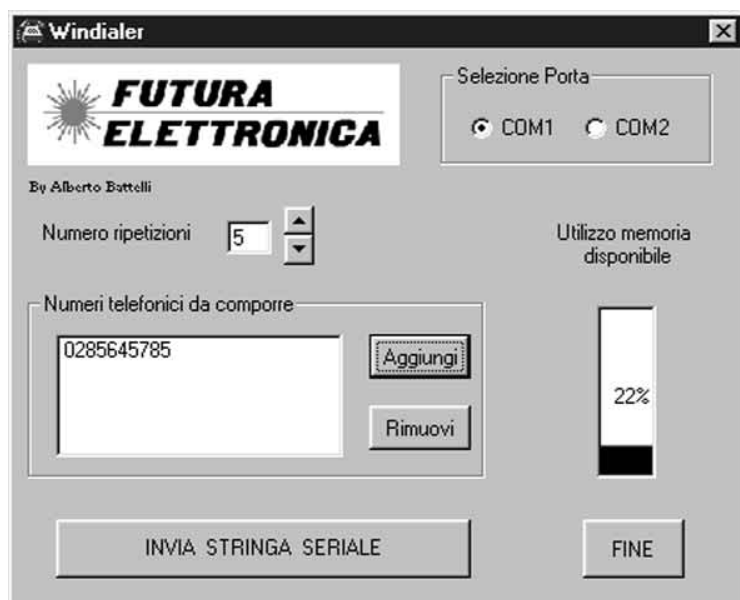 Windialer
FUTURA
ELETTRONICA
By Alberto Battelli
Selezione Porta
COM1
COM2
Numero ripetizioni
5
Utilizzo memoria
disponibile
Numeri telefonici da comporre
0285645785
Aggiungi
Rimuovi
22%
INVIA STRINGA SERIALE
FINE